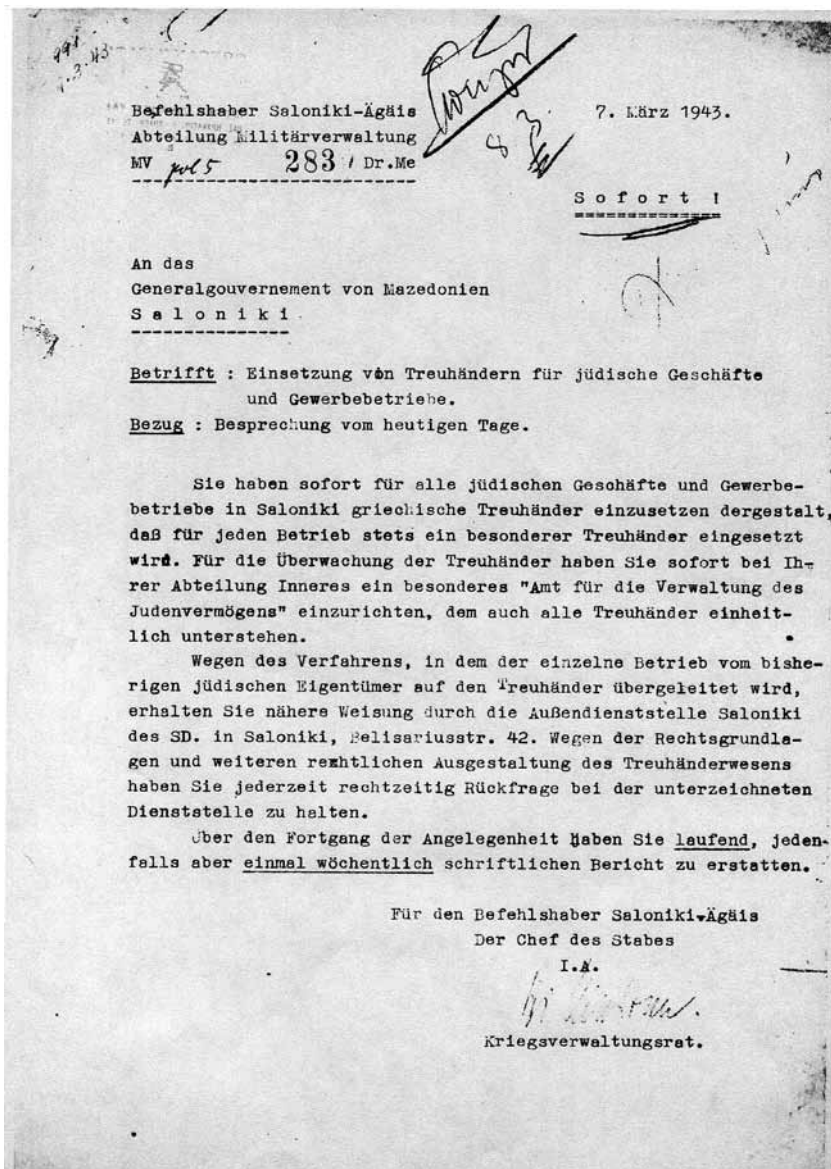 7. März 1943.
Befehlshaber Saloniki-Ägäis
Abteilung Militärverwaltung
MV pol 5 283 / Dr.Me
S o f o r t !
An das
Generalgouvernement von Mazedonien
S a l o n i k i
Betrifft : Einsetzung von Treuhändern für jüdische Geschäfte
und Gewerbebetriebe.
Bezug : Besprechung vom heutigen Tage.
Sie haben sofort für alle jüdischen Geschäfte und Gewerbe-
betriebe in Saloniki griechische Treuhänder einzusetzen dergestalt,
daß für jeden Betrieb stets ein besonderer Treuhänder eingesetzt
wird. Für die Überwachung der Treuhänder haben Sie sofort bei Ih-
rer Abteilung Inneres ein besonderes "Amt für die Verwaltung des
Judenvermögens" einzurichten, dem auch alle Treuhänder einheit-
lich unterstehen.
Wegen des Verfahrens, in dem der einzelne Betrieb vom bishe-
rigen jüdischen Eigentümer auf den Treuhänder übergeleitet wird,
erhalten Sie nähere Weisung durch die Außendienststelle Saloniki
des SD. in Saloniki, Belisariusstr. 42. Wegen der Rechtsgrundla-
gen und weiteren rechtlichen Ausgestaltung des Treuhänderwesens
haben Sie jederzeit rechtzeitig Rückfrage bei der unterzeichneten
Dienststelle zu halten.
Über den Fortgang der Angelegenheit haben Sie laufend, jeden-
falls aber einmal wöchentlich schriftlichen Bericht zu erstatten.
Für den Befehlshaber Saloniki-Ägäis
Der Chef des Stabes
I.A.
Kriegsverwaltungsrat.